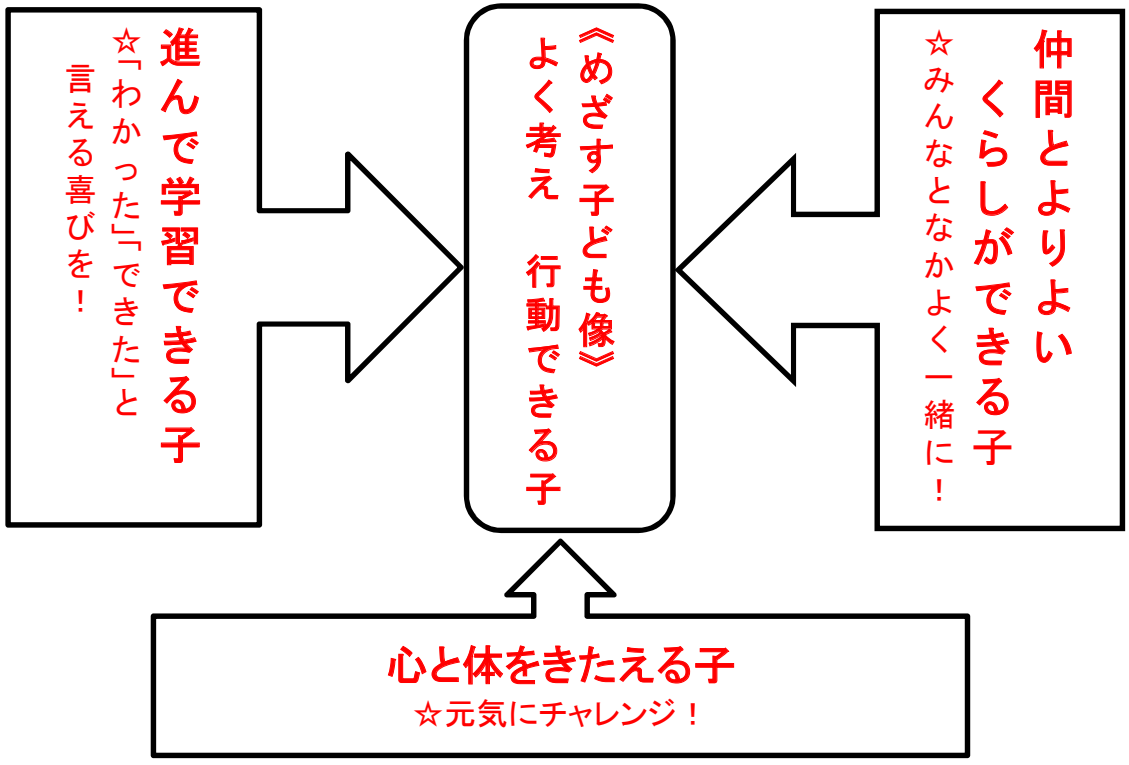 仲間とよりよい
くらしができる子
☆みんなとなかよく一緒に！
《めざす子ども像》
よく考え　行動できる子
進んで学習できる子
☆「わかった」「できた」と
言える喜びを！
心と体をきたえる子
☆元気にチャレンジ！